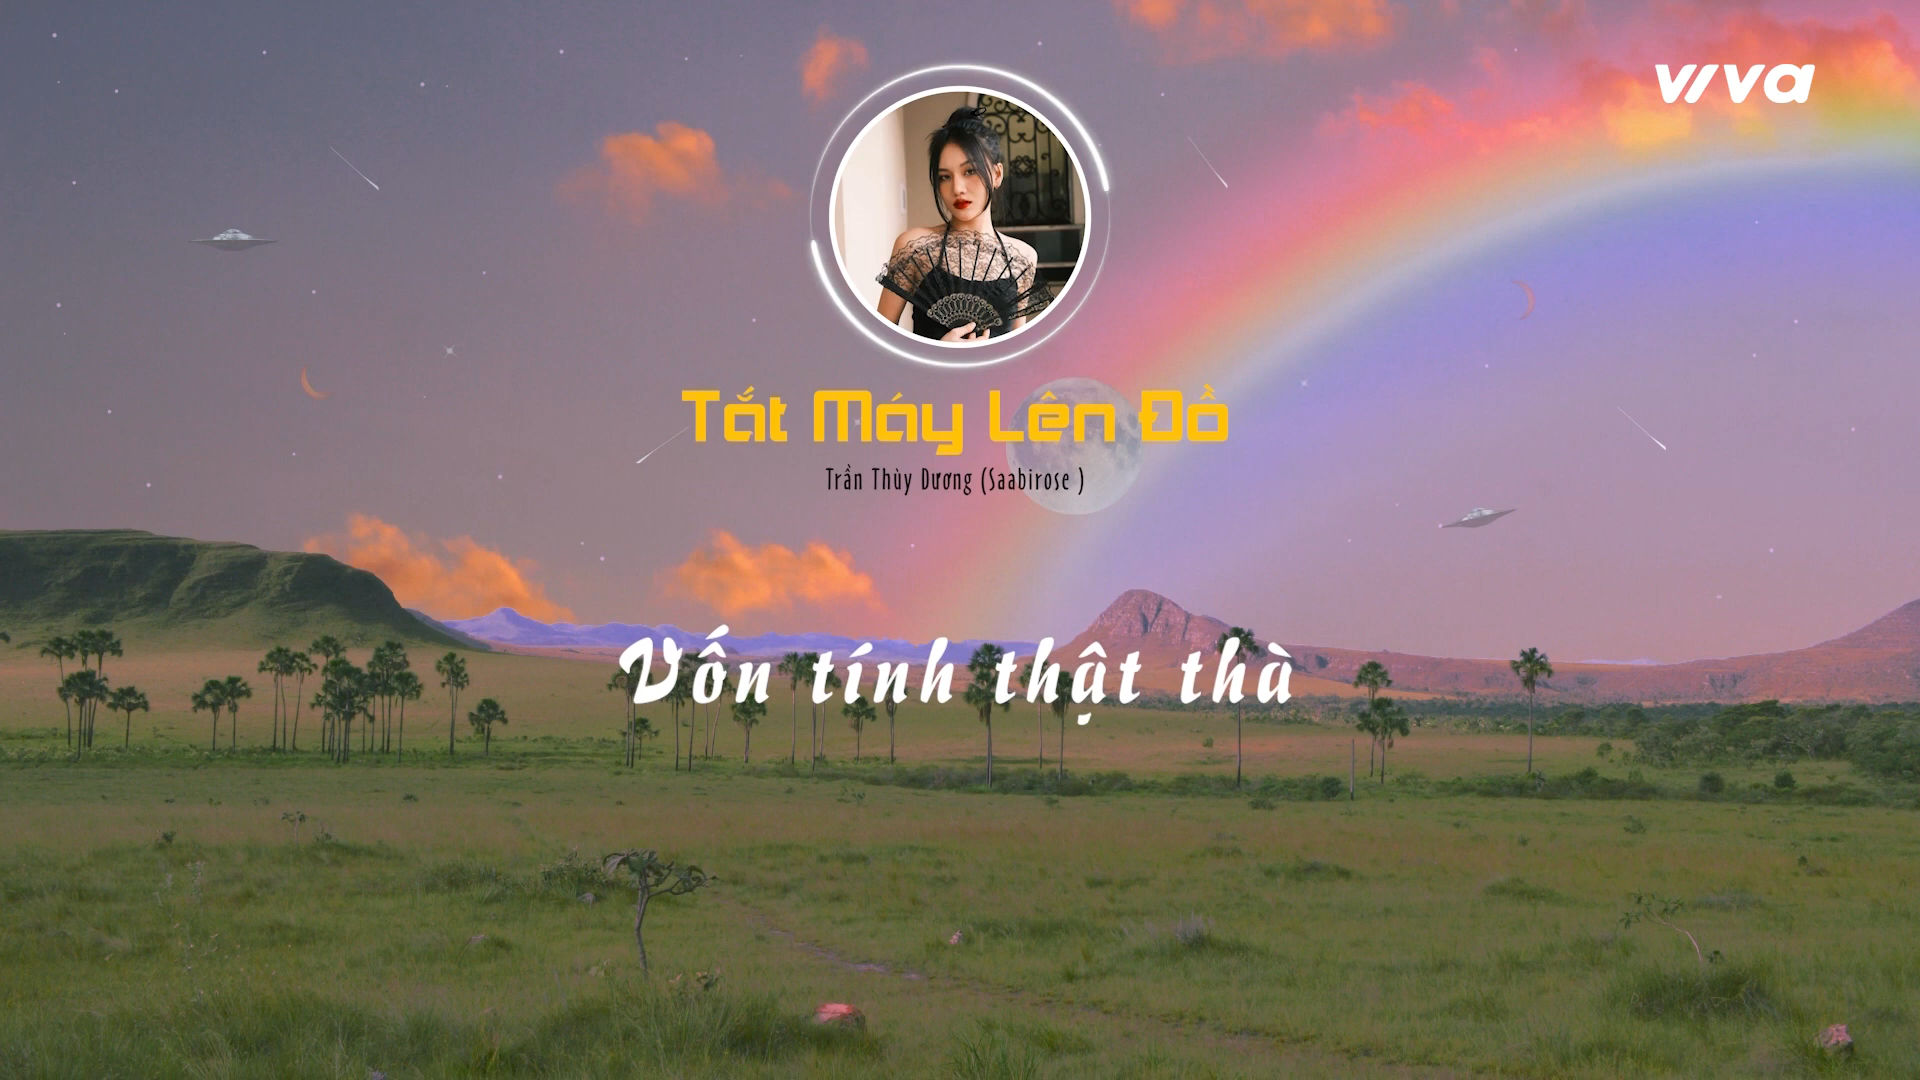 viva
Tắt Máy Lên Đồ
Trần Thùy Dương (Saabirose )
Vốn tính thật thà